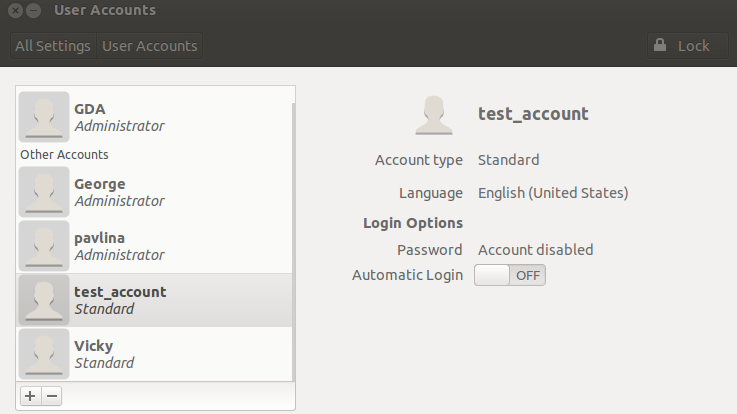 User Accounts
All Settings User Accounts Lock
GDA
Administrator
Other Accounts
George
Administrator
pavlina
Administrator
test_account
Standard
Vicky
Standard
test_account
Account type Standard
Language English (United States)
Login Options
Password Account disabled
Automatic Login OFF